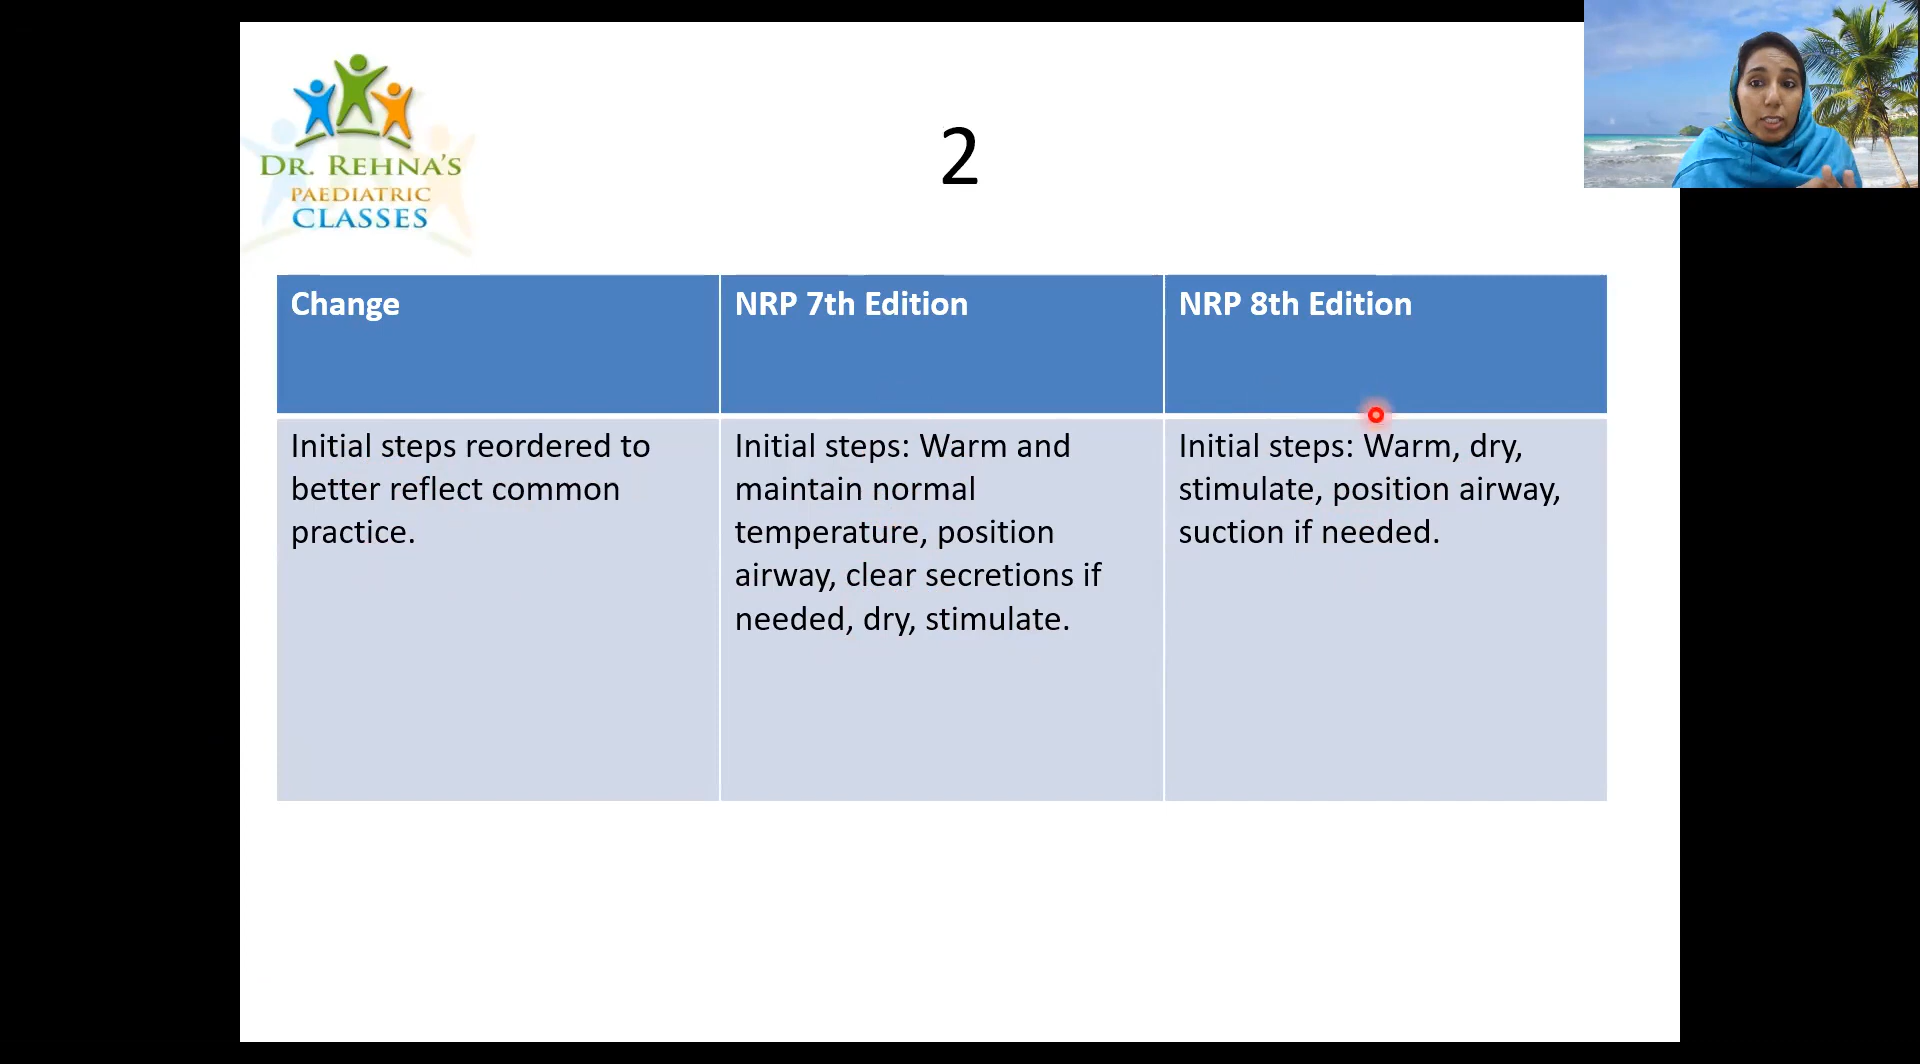 DR. REHNA'S
PAEDIATRIC
CLASSES
2
Change
NRP 7th Edition
NRP 8th Edition
Initial steps reordered to
better reflect common
practice.
Initial steps: Warm and
maintain normal
temperature, position
airway, clear secretions if
needed, dry, stimulate.
Initial steps: Warm, dry,
stimulate, position airway,
suction if needed.